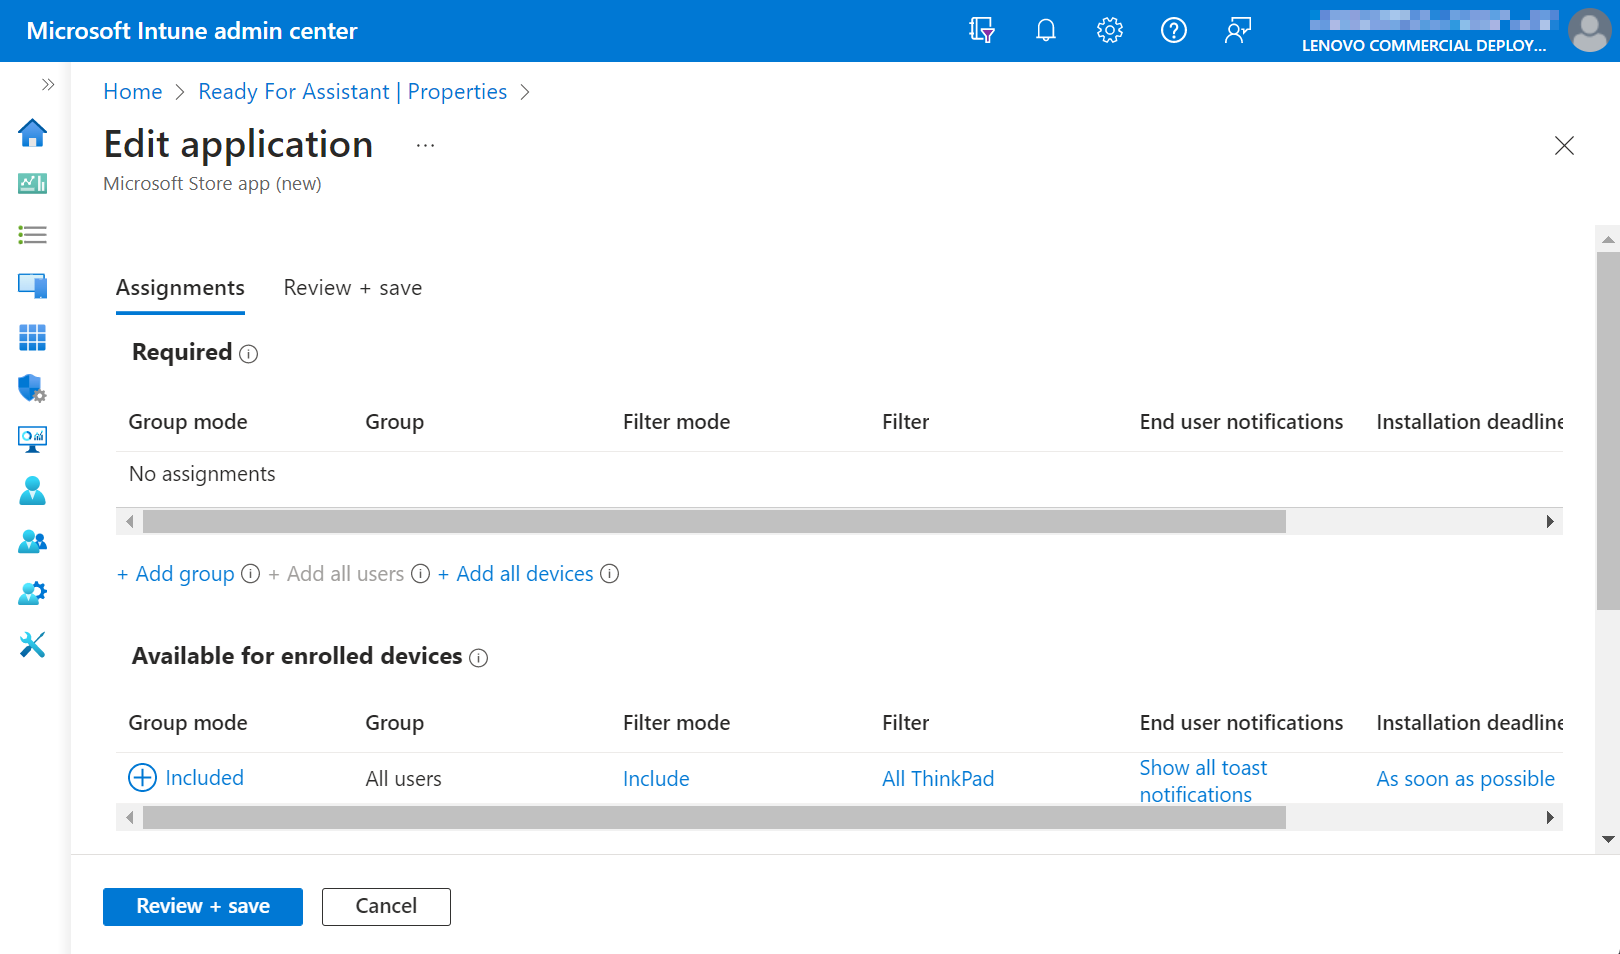 Microsoft Intune admin center
LENOVO COMMERCIAL DEPLOY...
Home > Ready For Assistant | Properties >
Edit application ...
Microsoft Store app (new)
Assignments Review + save
Required
Group mode Group Filter mode Filter End user notifications Installation deadline
No assignments
+ Add group + Add all users + Add all devices
Available for enrolled devices
Group mode Group Filter mode Filter End user notifications Installation deadline
Included All users Include All ThinkPad Show all toast notifications As soon as possible
Review + save Cancel